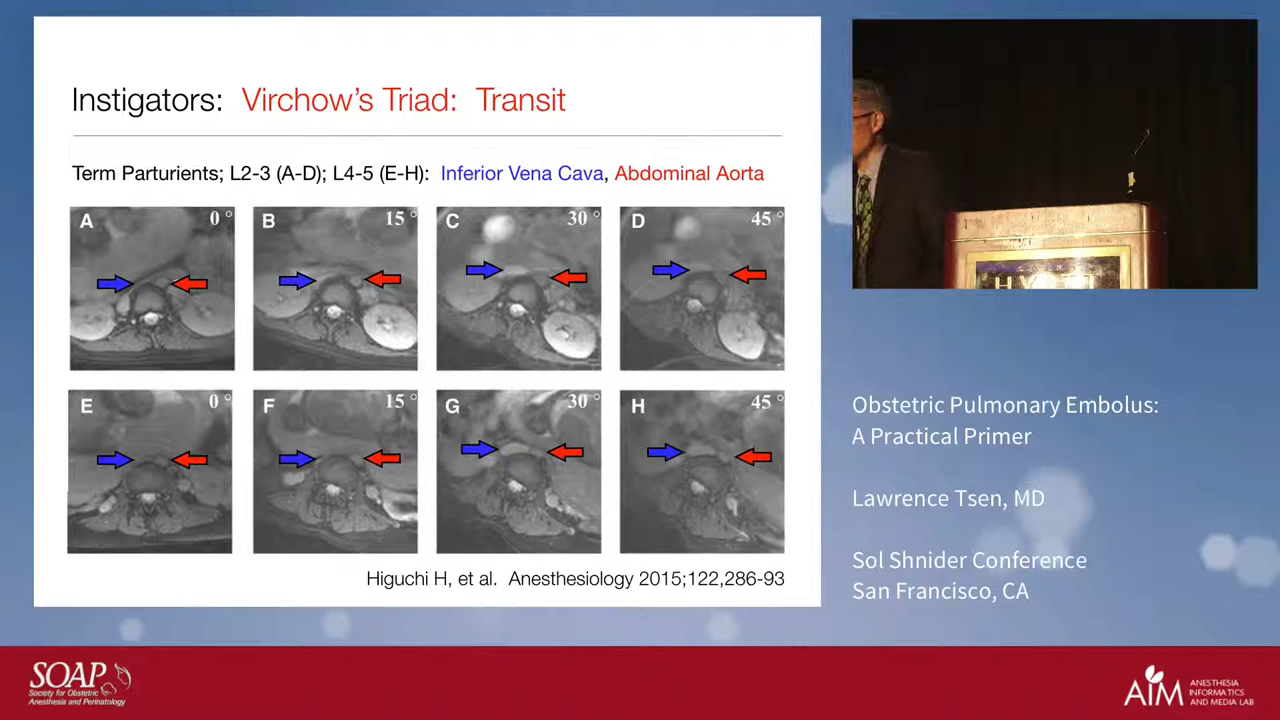 Instigators: Virchow's Triad: Transit
Term Parturients; L2-3 (A-D); L4-5 (E-H): Inferior Vena Cava, Abdominal Aorta
A 0 °
B 15 °
C 30 °
D 45 °
E 0 °
F 15 °
G 30 °
H 45 °
Higuchi H, et al. Anesthesiology 2015;122,286-93
Obstetric Pulmonary Embolus:
A Practical Primer
Lawrence Tsen, MD
Sol Shnider Conference
San Francisco, CA
SOAP
Society for Obstetric
Anesthesia and Perinatology
AIM
ANESTHESIA
INFORMATICS
AND MEDIA LAB